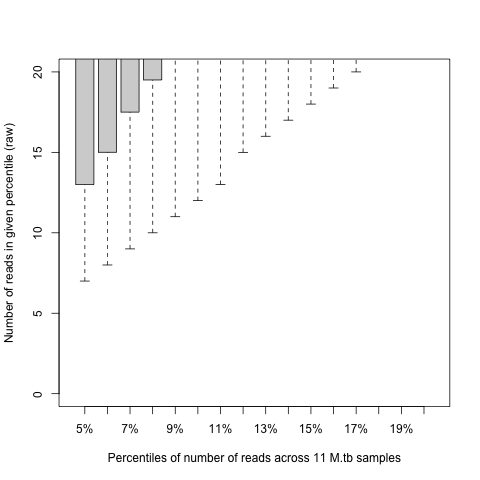 Number of reads in given percentile (raw)
20
15
10
5
0
5% 7% 9% 11% 13% 15% 17% 19%
Percentiles of number of reads across 11 M.tb samples